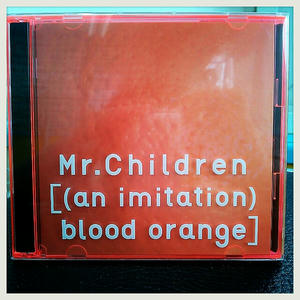 Mr.Children
[(an imitation)
blood orange]